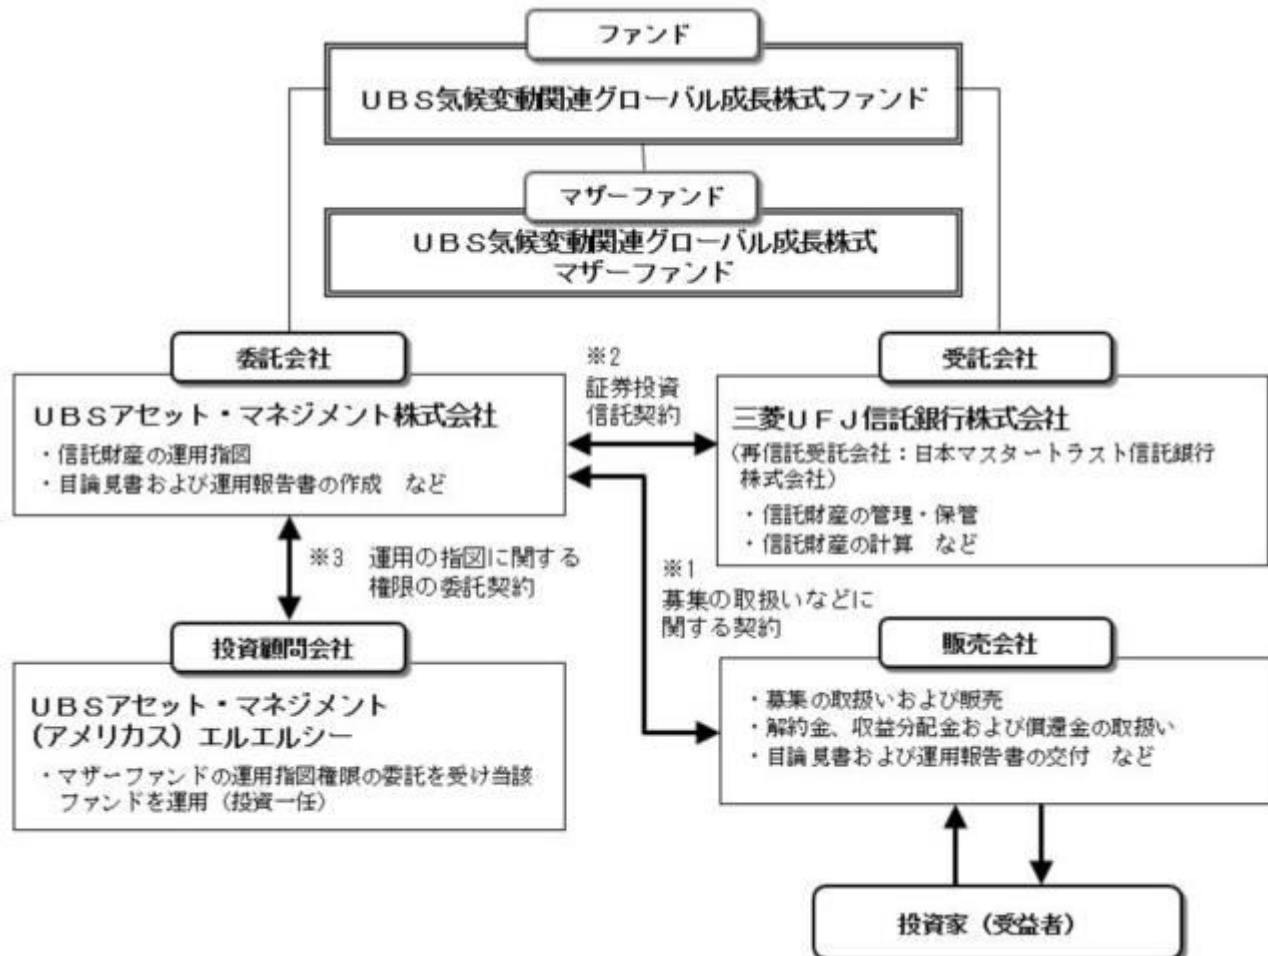 ファンド
UBS気候変動関連グローバル成長株式ファンド
マザーファンド
UBS気候変動関連グローバル成長株式
マザーファンド
委託会社
UBSアセット・マネジメント株式会社
・信託財産の運用指図
・目論見書および運用報告書の作成　など
※2
証券投資
信託契約
受託会社
三菱UFJ信託銀行株式会社
(再信託受託会社：日本マスタートラスト信託銀行
株式会社)
・信託財産の管理・保管
・信託財産の計算　など
※3　運用の指図に関する
権限の委託契約
※1
募集の取扱いなどに
関する契約
投資顧問会社
UBSアセット・マネジメント
(アメリカス) エルエルシー
・マザーファンドの運用指図権限の委託を受け当該
ファンドを運用 (投資一任)
販売会社
・募集の取扱いおよび販売
・解約金、収益分配金および償還金の取扱い
・目論見書および運用報告書の交付　など
投資家 (受益者)